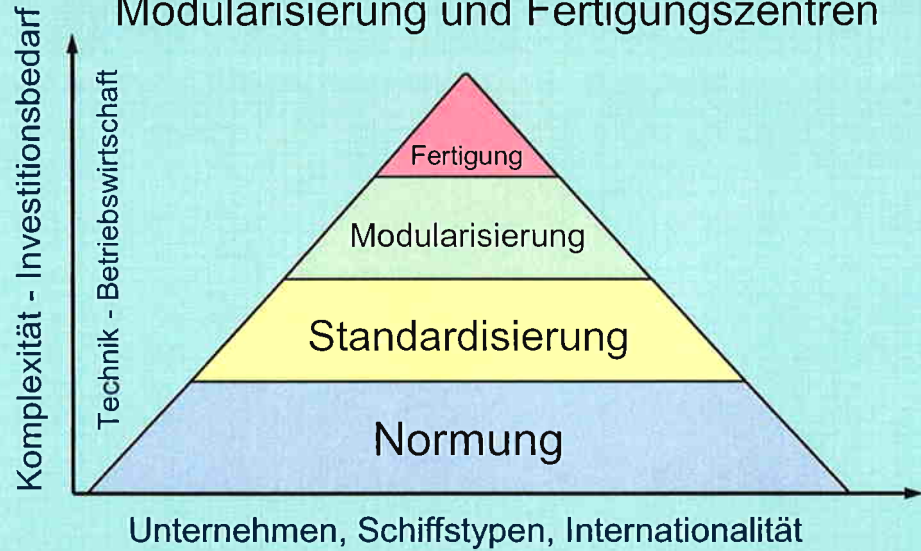 Modularisierung und Fertigungszentren
Komplexität - Investitionsbedarf
Technik - Betriebswirtschaft
Fertigung
Modularisierung
Standardisierung
Normung
Unternehmen, Schiffstypen, Internationalität